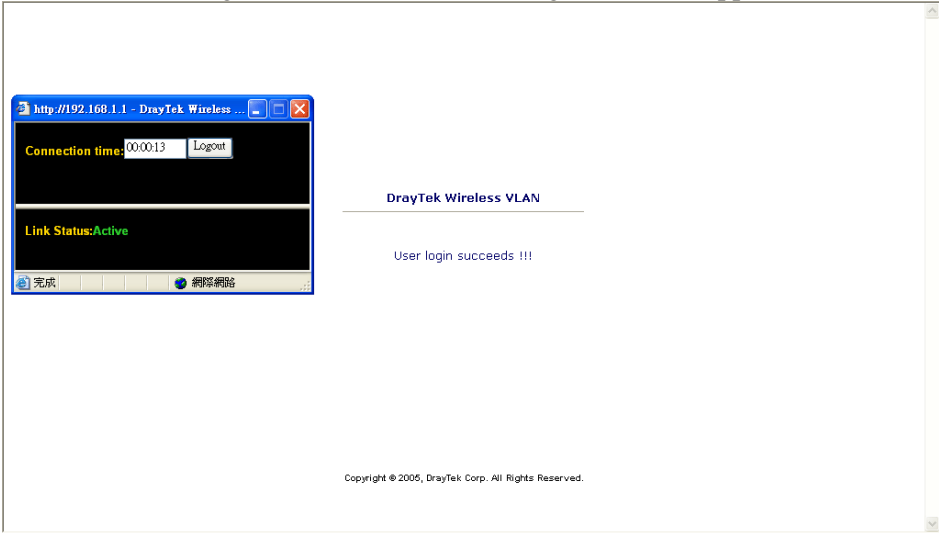 http://192.168.1.1 - DrayTek Wireless ...
Connection time: 00:00:13 Logout
Link Status:Active
完成 網際網路
DrayTek Wireless VLAN
User login succeeds !!!
Copyright © 2005, DrayTek Corp. All Rights Reserved.